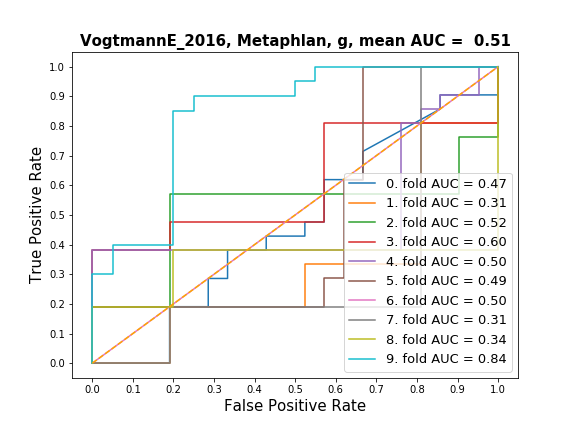 VogtmannE_2016, Metaphlan, g, mean AUC =  0.51
True Positive Rate
1.0
0.9
0.8
0.7
0.6
0.5
0.4
0.3
0.2
0.1
0.0
0. fold AUC = 0.47
1. fold AUC = 0.31
2. fold AUC = 0.52
3. fold AUC = 0.60
4. fold AUC = 0.50
5. fold AUC = 0.49
6. fold AUC = 0.50
7. fold AUC = 0.31
8. fold AUC = 0.34
9. fold AUC = 0.84
0.0 0.1 0.2 0.3 0.4 0.5 0.6 0.7 0.8 0.9 1.0
False Positive Rate